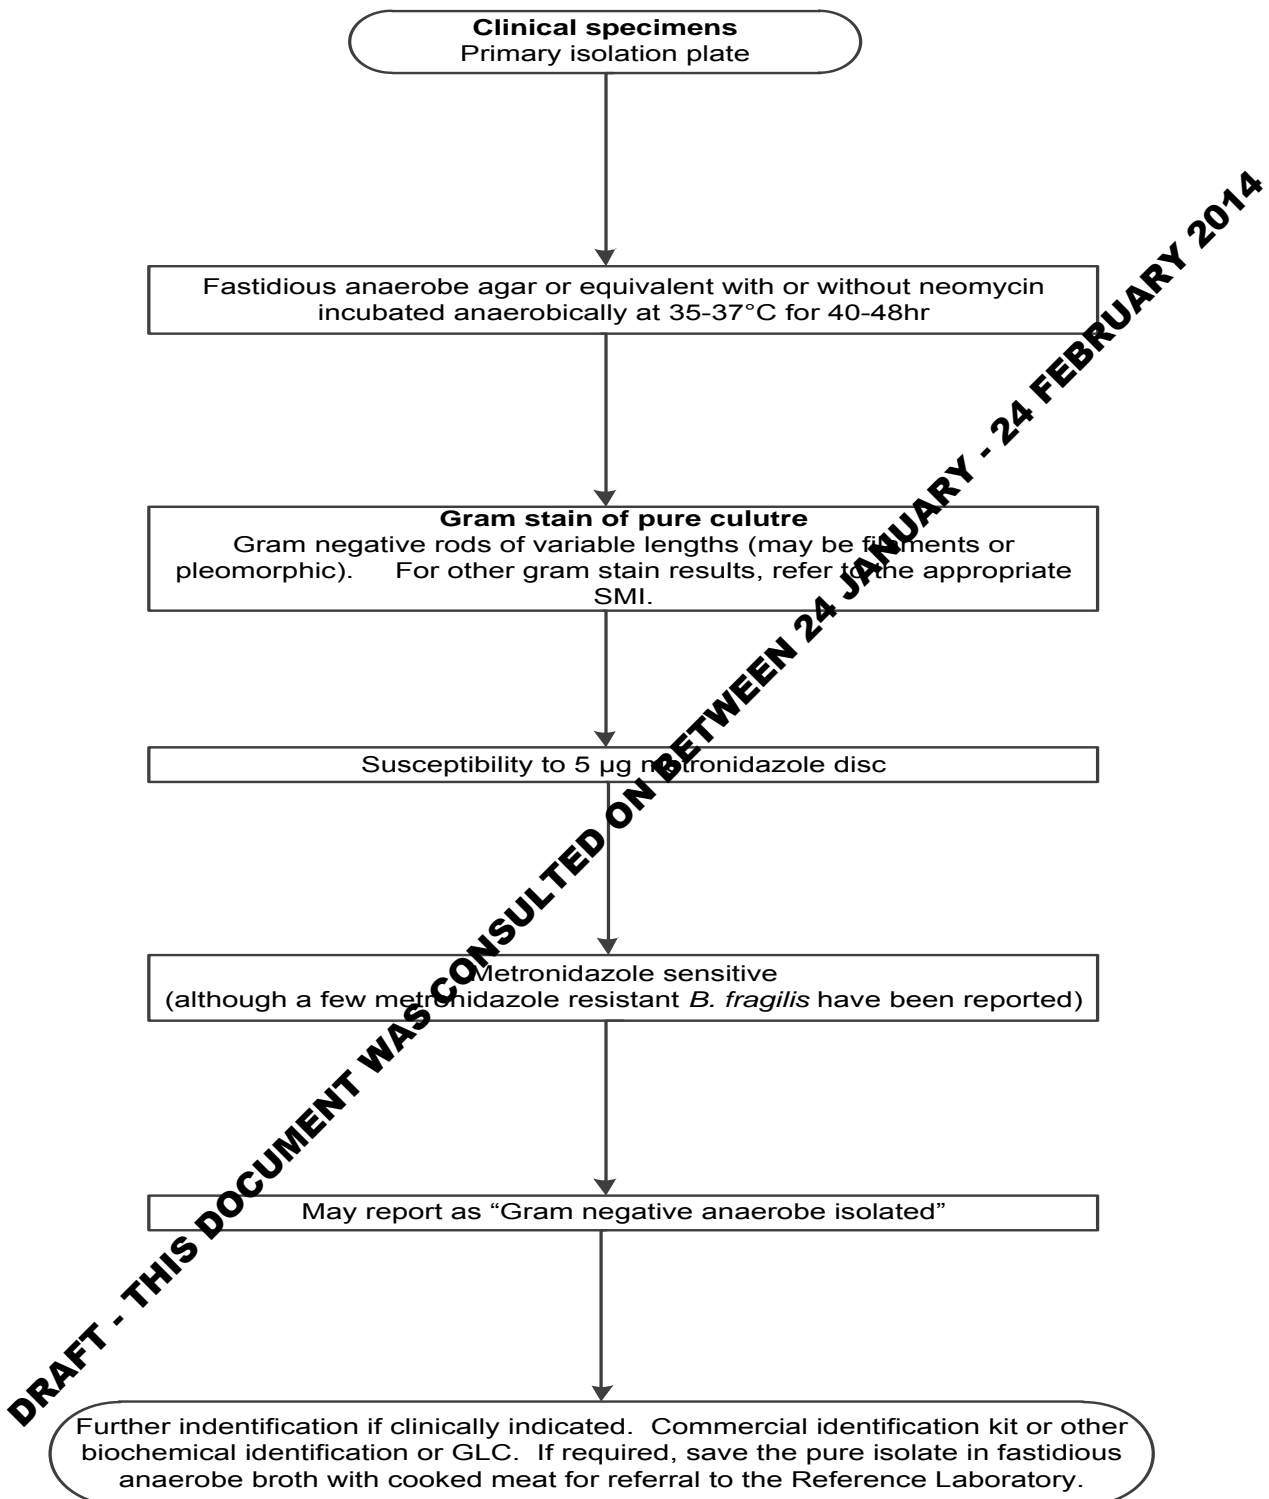 Clinical specimens
Primary isolation plate
Fastidious anaerobe agar or equivalent with or without neomycin
incubated anaerobically at 35-37°C for 40-48hr
Gram stain of pure culutre
Gram negative rods of variable lengths (may be filaments or
pleomorphic).    For other gram stain results, refer to the appropriate
SMI.
Susceptibility to 5 µg metronidazole disc
Metronidazole sensitive
(although a few metronidazole resistant B. fragilis have been reported)
May report as “Gram negative anaerobe isolated”
Further indentification if clinically indicated.  Commercial identification kit or other
biochemical identification or GLC.  If required, save the pure isolate in fastidious
anaerobe broth with cooked meat for referral to the Reference Laboratory.
DRAFT - THIS DOCUMENT WAS CONSULTED ON BETWEEN 24 JANUARY - 24 FEBRUARY 2014